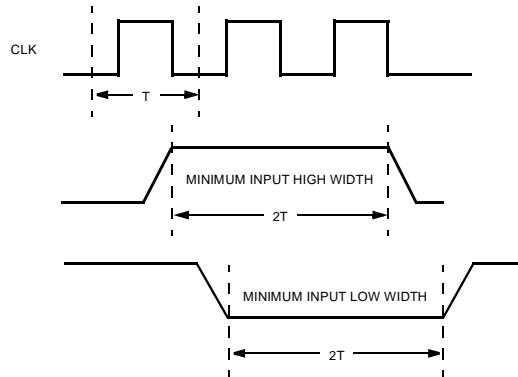 CLK
T
MINIMUM INPUT HIGH WIDTH
2T
MINIMUM INPUT LOW WIDTH
2T